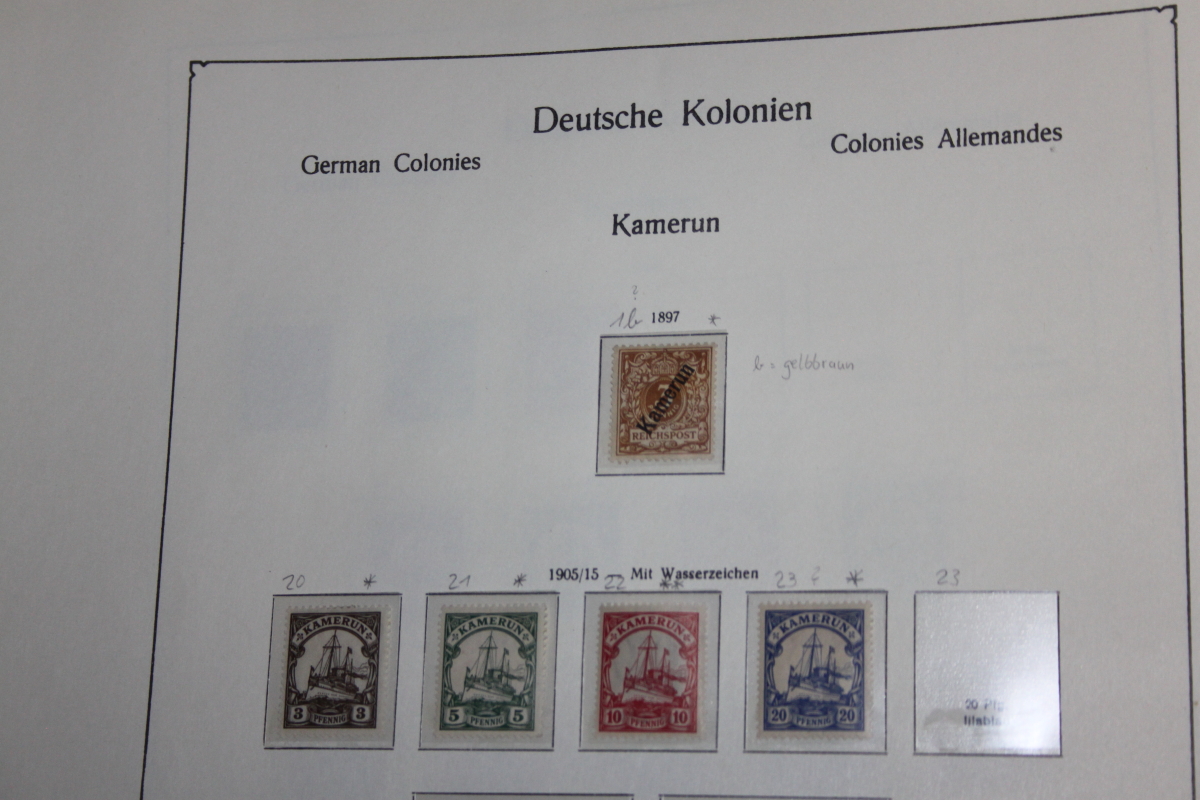 Deutsche Kolonien
German Colonies
Colonies Allemandes
Kamerun
?
1b 1897 *
Kamerun
REICHSPOST
b = gelbbraun
1905/15 — Mit Wasserzeichen
20 *
21 *
22 **
23 ? *
23
KAMERUN
3 PFENNIG 3
KAMERUN
5 PFENNIG 5
KAMERUN
10 PFENNIG 10
KAMERUN
20 PFENNIG 20
20